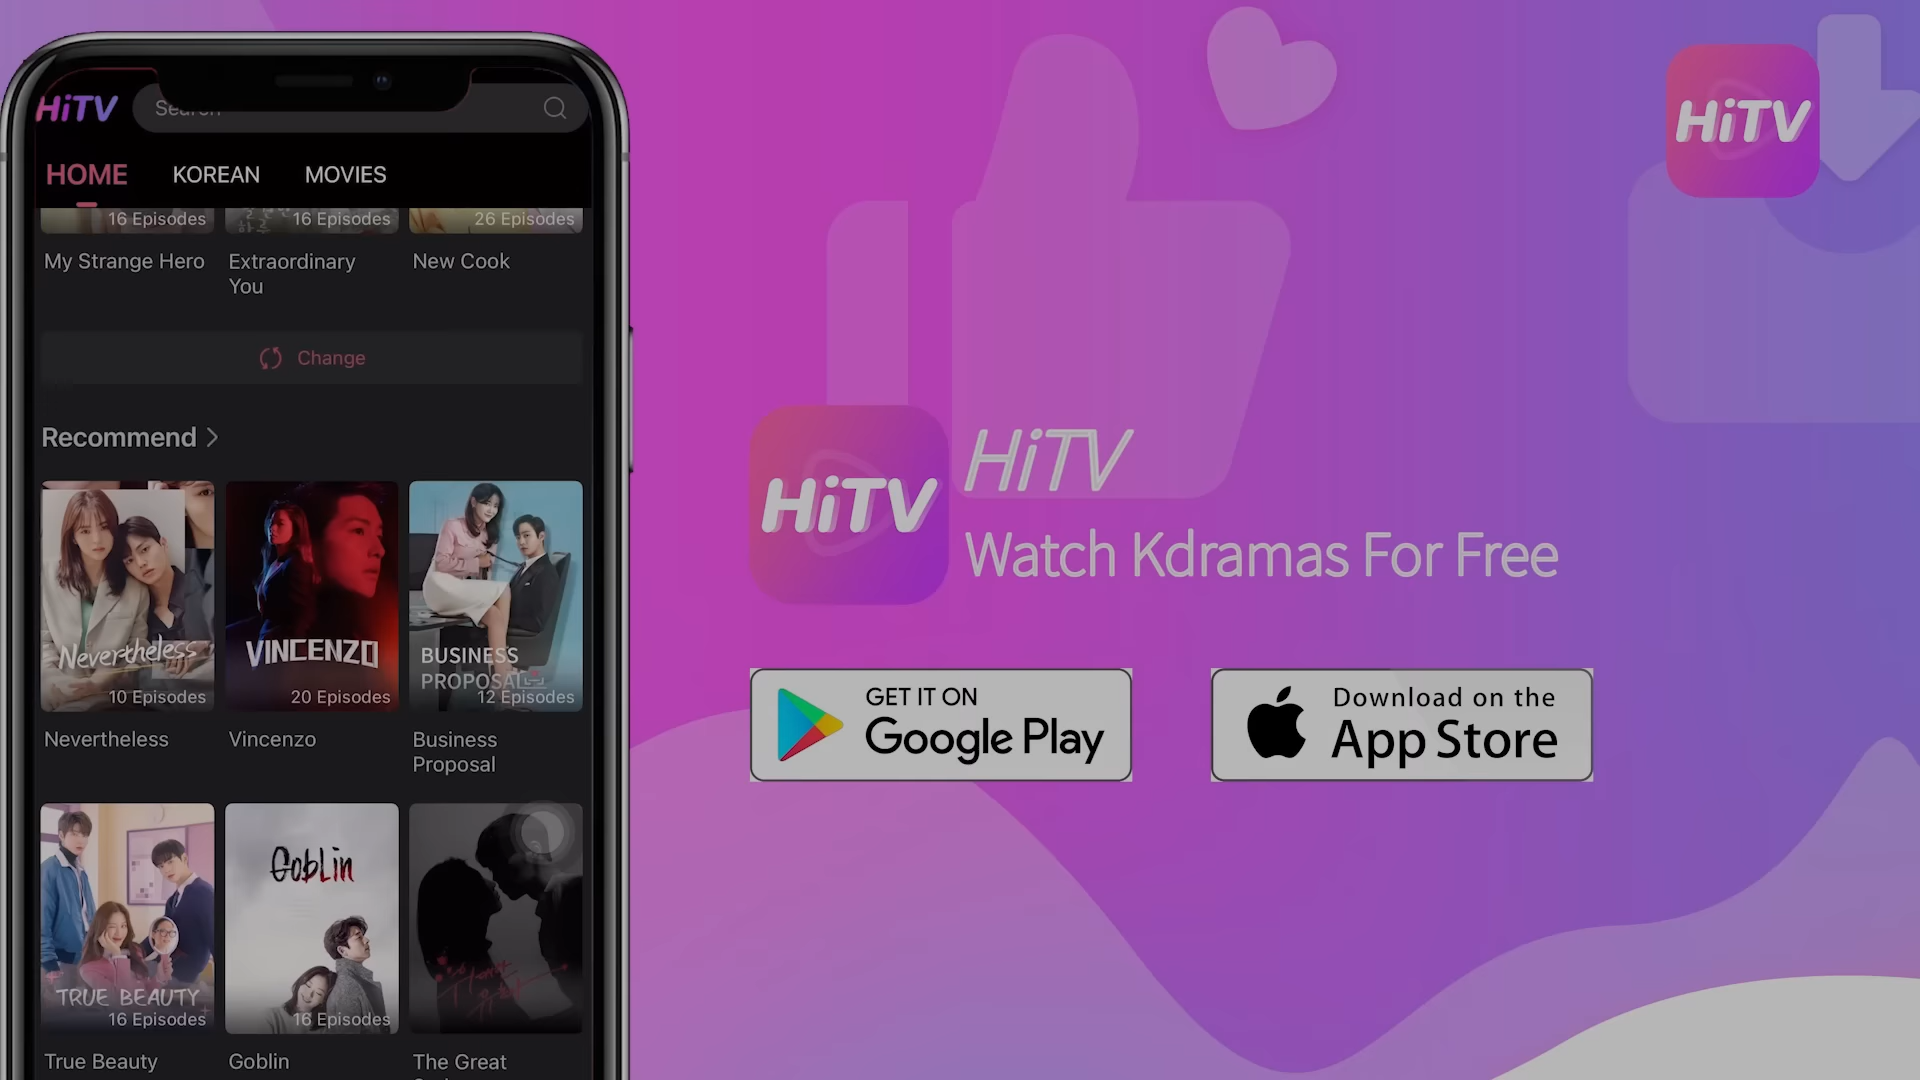 HiTV
Search
HOME KOREAN MOVIES
16 Episodes 16 Episodes 26 Episodes
My Strange Hero
Extraordinary
You
New Cook
Change
Recommend
Nevertheless
10 Episodes
VINCENZO
20 Episodes
BUSINESS
PROPOSAL
12 Episodes
Nevertheless
Vincenzo
Business
Proposal
TRUE BEAUTY
16 Episodes
Goblin
16 Episodes
True Beauty
Goblin
The Great
HiTV
HiTV
HiTV
Watch Kdramas For Free
GET IT ON
Google Play
Download on the
App Store